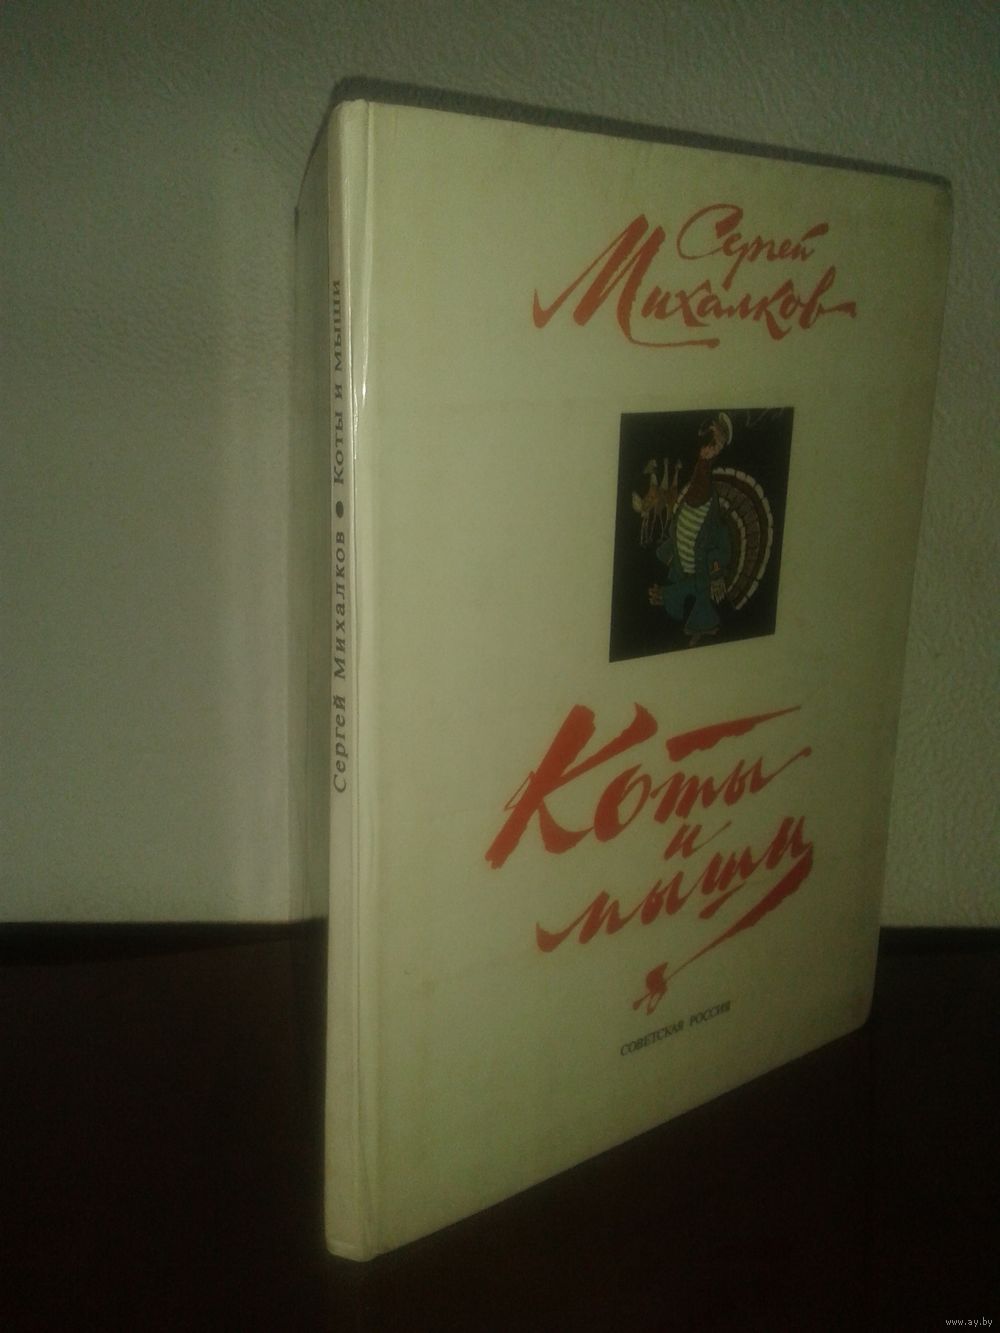 Сергей Михалков • Коты и мыши
Сергей
Михалков
Коты
и
мыши
СОВЕТСКАЯ РОССИЯ
www.ay.by